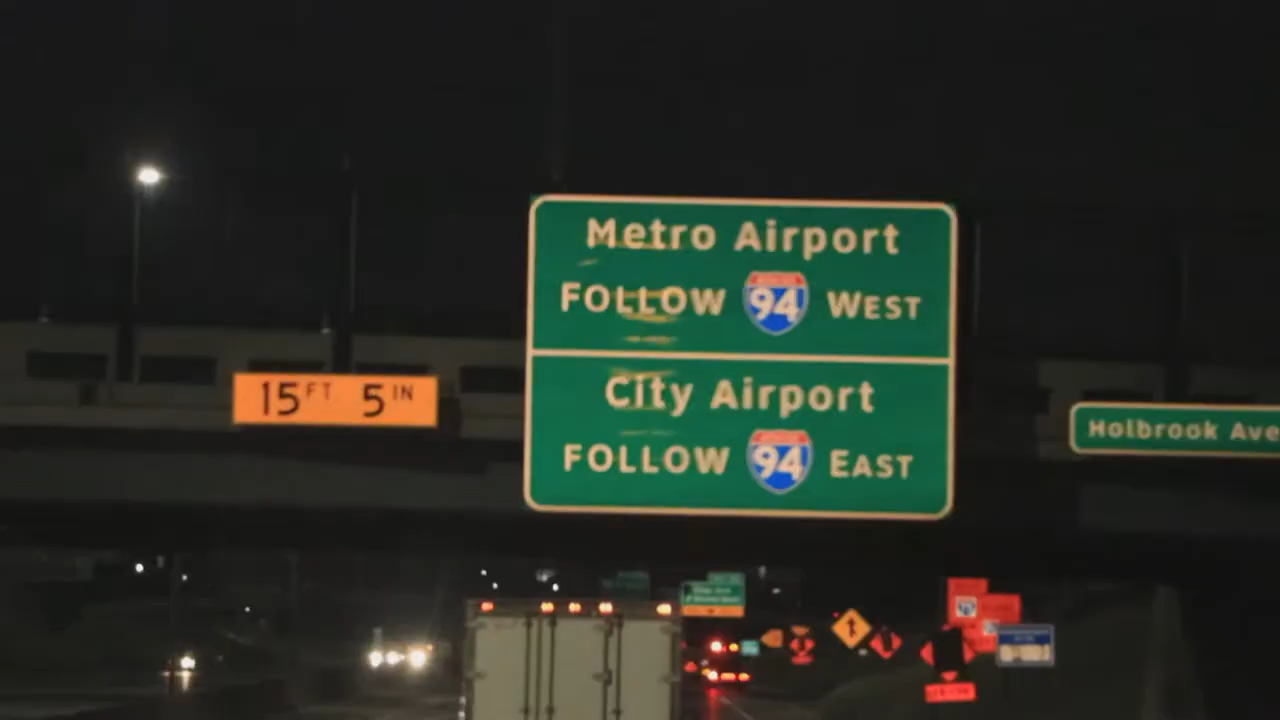 Metro Airport
FOLLOW 94 WEST
15 FT 5 IN
City Airport
FOLLOW 94 EAST
Holbrook Ave